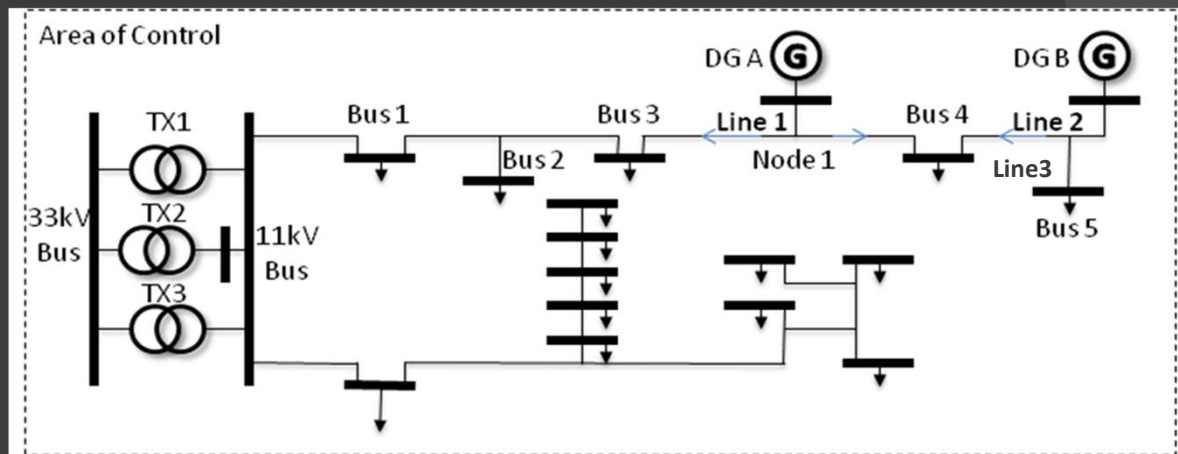 Area of Control
DG A
G
DG B
G
TX1
Bus 1
Bus 3
Line 1
Bus 4
Line 2
Bus 2
Node 1
Line3
33kV
Bus
TX2
11kV
Bus
Bus 5
TX3